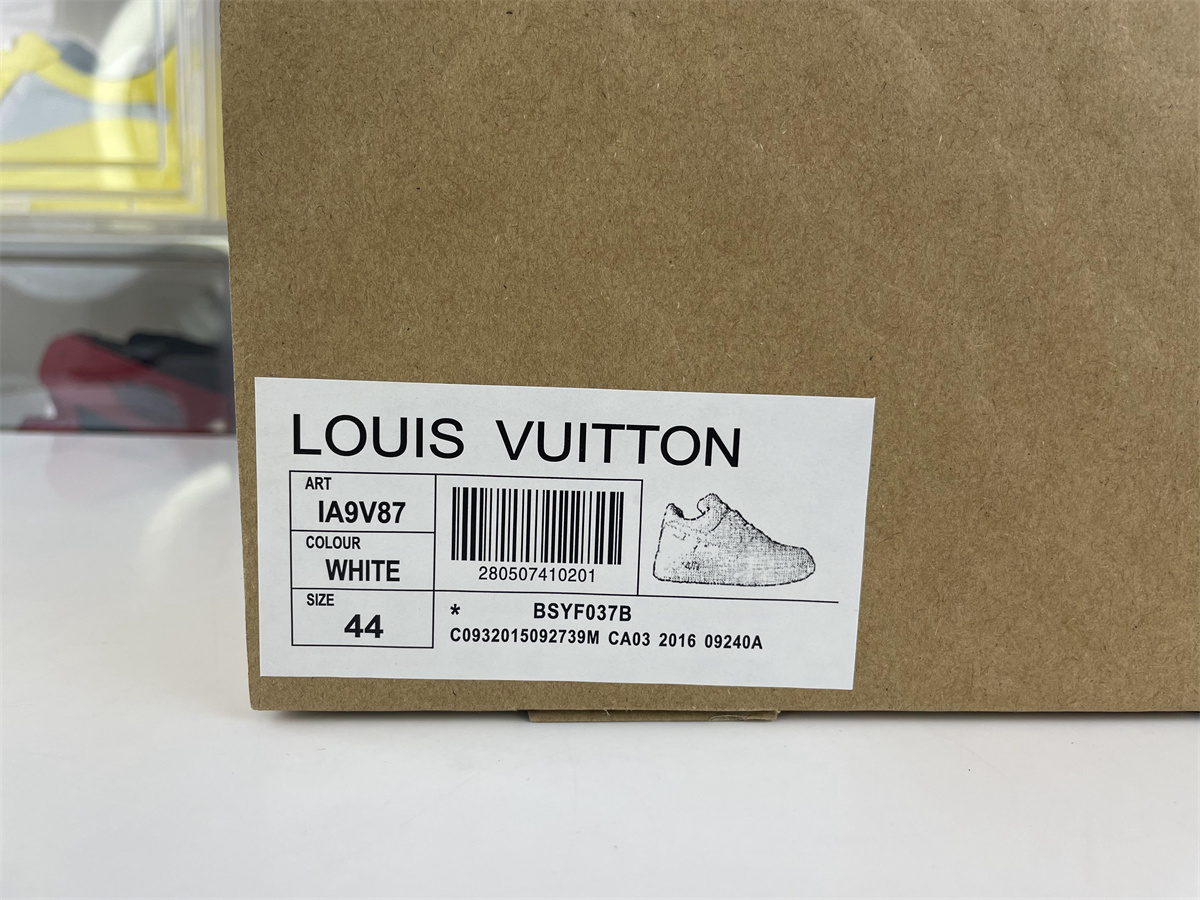 LOUIS VUITTON
ART
IA9V87
COLOUR
WHITE
SIZE
44
280507410201
* BSYF037B
C0932015092739M CA03 2016 09240A